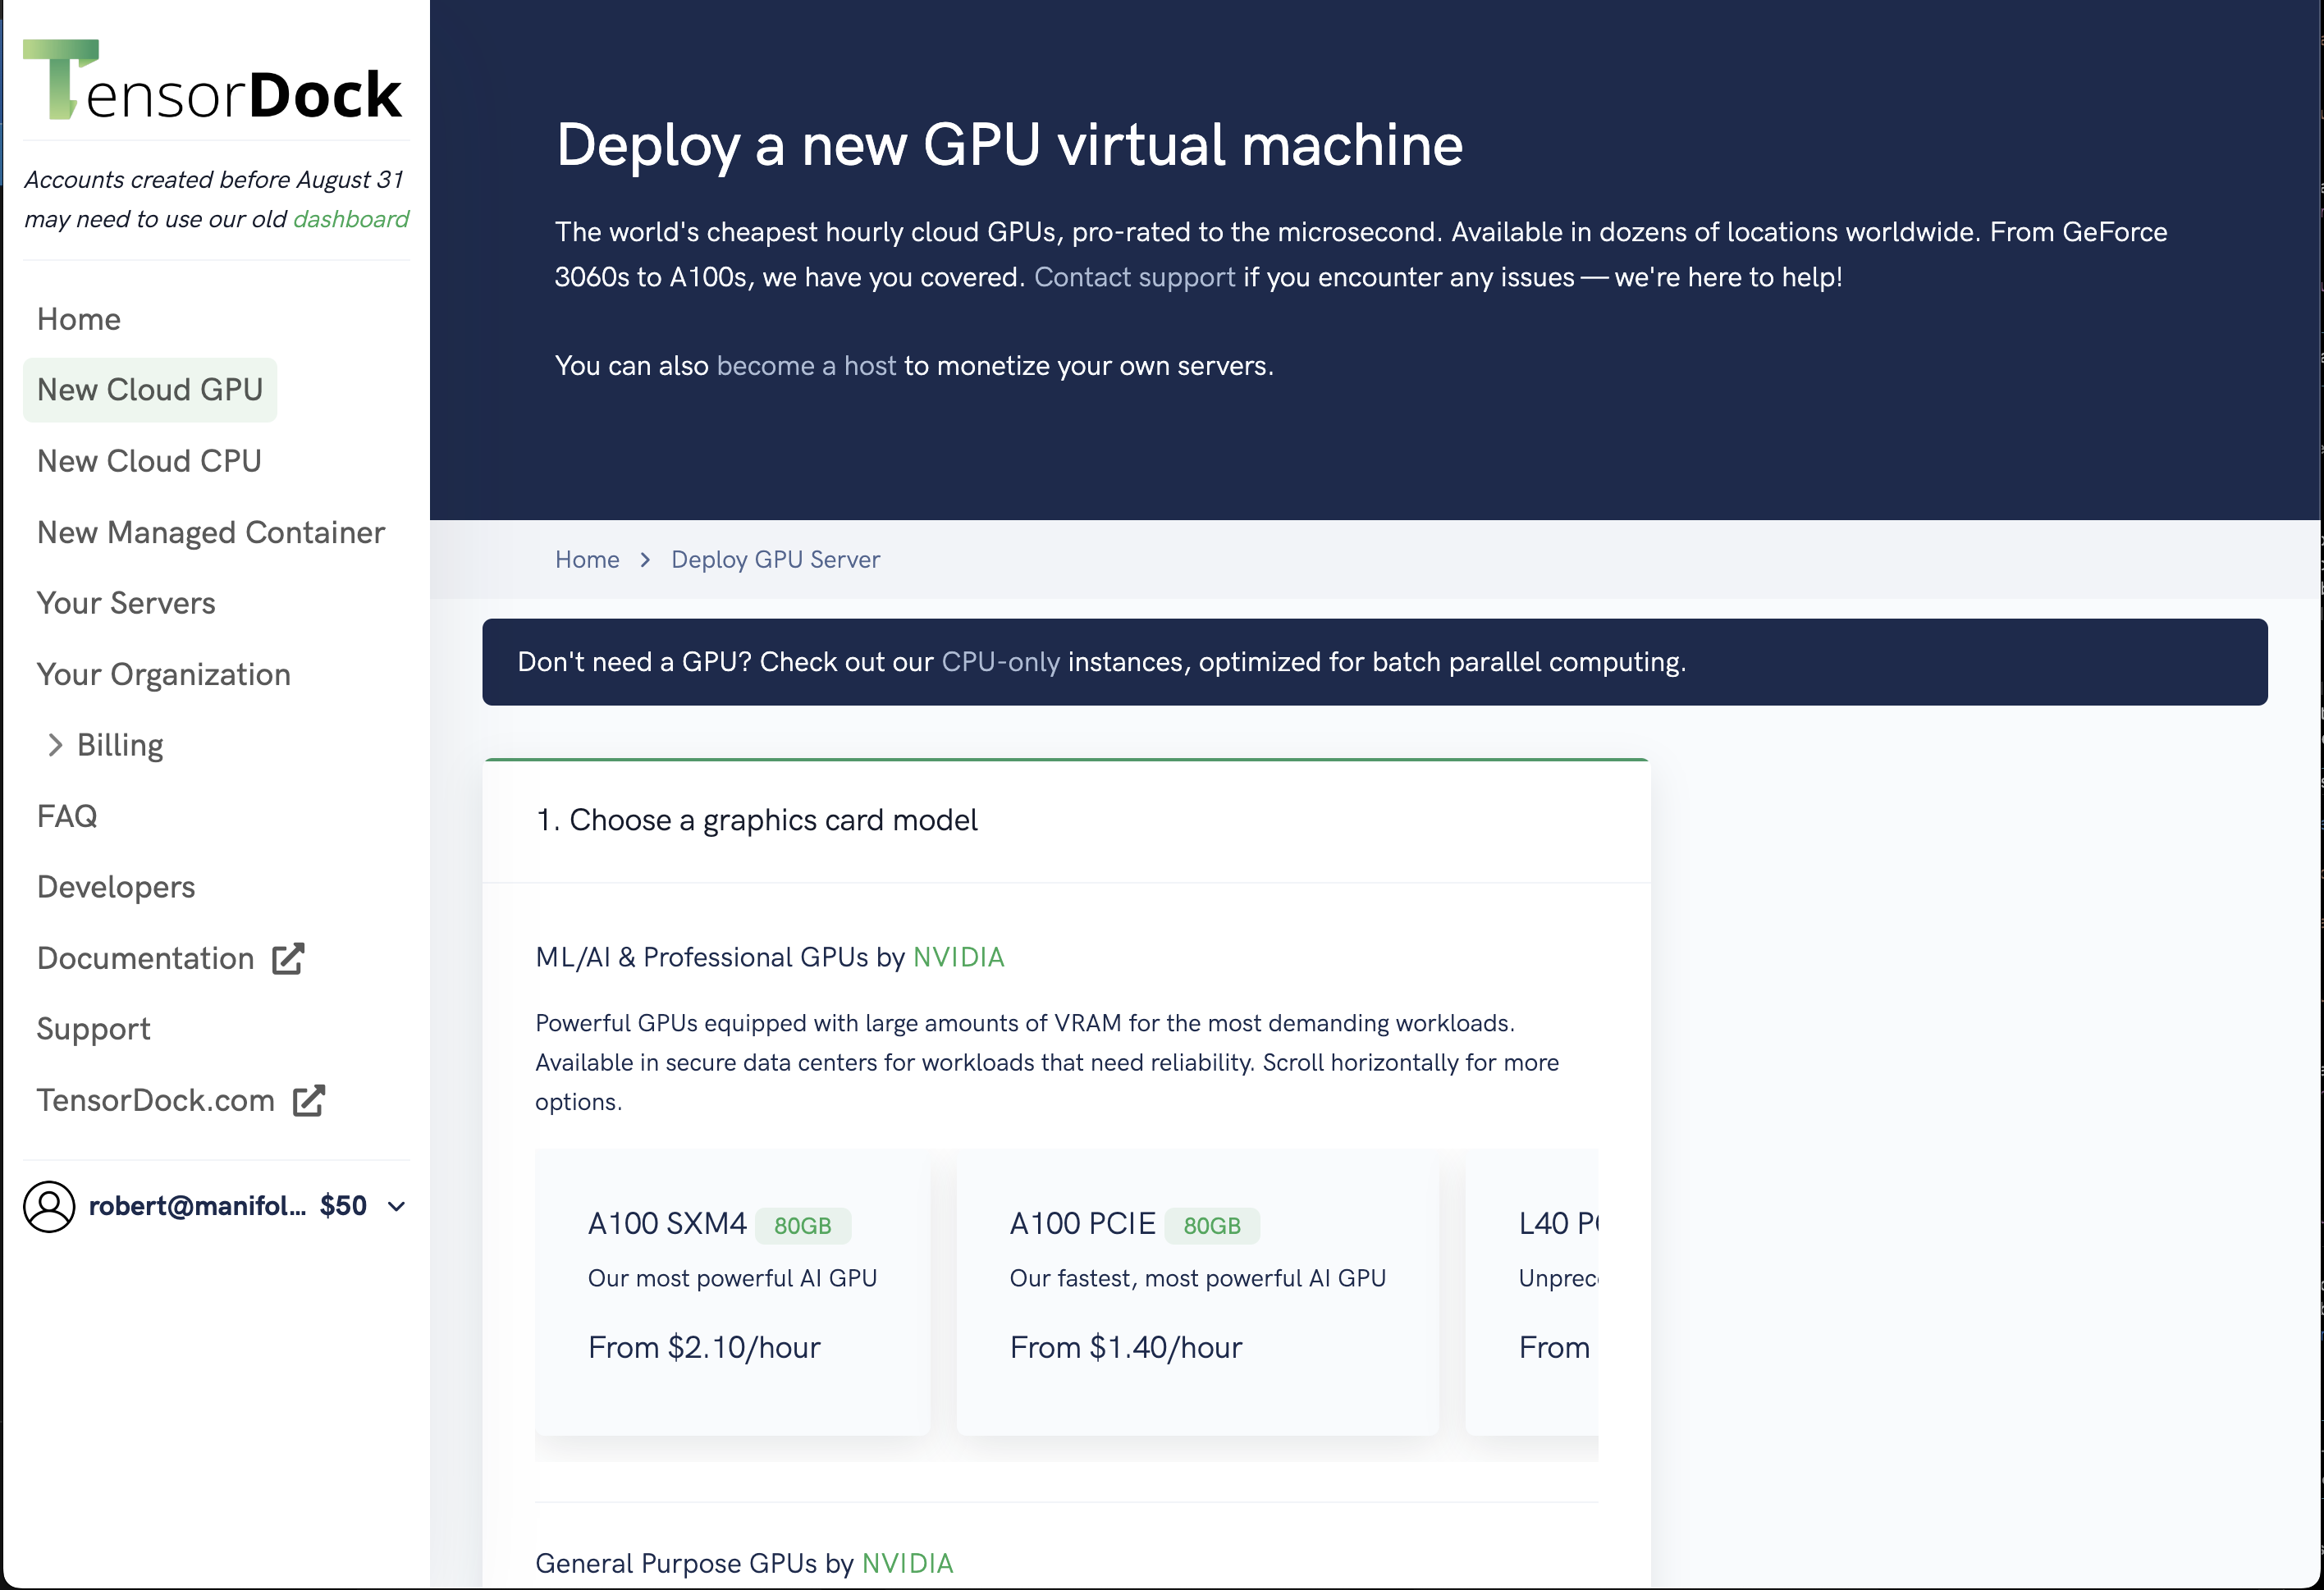 TensorDock
Accounts created before August 31
may need to use our old dashboard
Home
New Cloud GPU
New Cloud CPU
New Managed Container
Your Servers
Your Organization
Billing
FAQ
Developers
Documentation
Support
TensorDock.com
robert@manifol... $50
Deploy a new GPU virtual machine
The world's cheapest hourly cloud GPUs, pro-rated to the microsecond. Available in dozens of locations worldwide. From GeForce
3060s to A100s, we have you covered. Contact support if you encounter any issues — we're here to help!
You can also become a host to monetize your own servers.
Home > Deploy GPU Server
Don't need a GPU? Check out our CPU-only instances, optimized for batch parallel computing.
1. Choose a graphics card model
ML/AI & Professional GPUs by NVIDIA
Powerful GPUs equipped with large amounts of VRAM for the most demanding workloads.
Available in secure data centers for workloads that need reliability. Scroll horizontally for more
options.
A100 SXM4 80GB
Our most powerful AI GPU
From $2.10/hour
A100 PCIE 80GB
Our fastest, most powerful AI GPU
From $1.40/hour
L40
From
General Purpose GPUs by NVIDIA